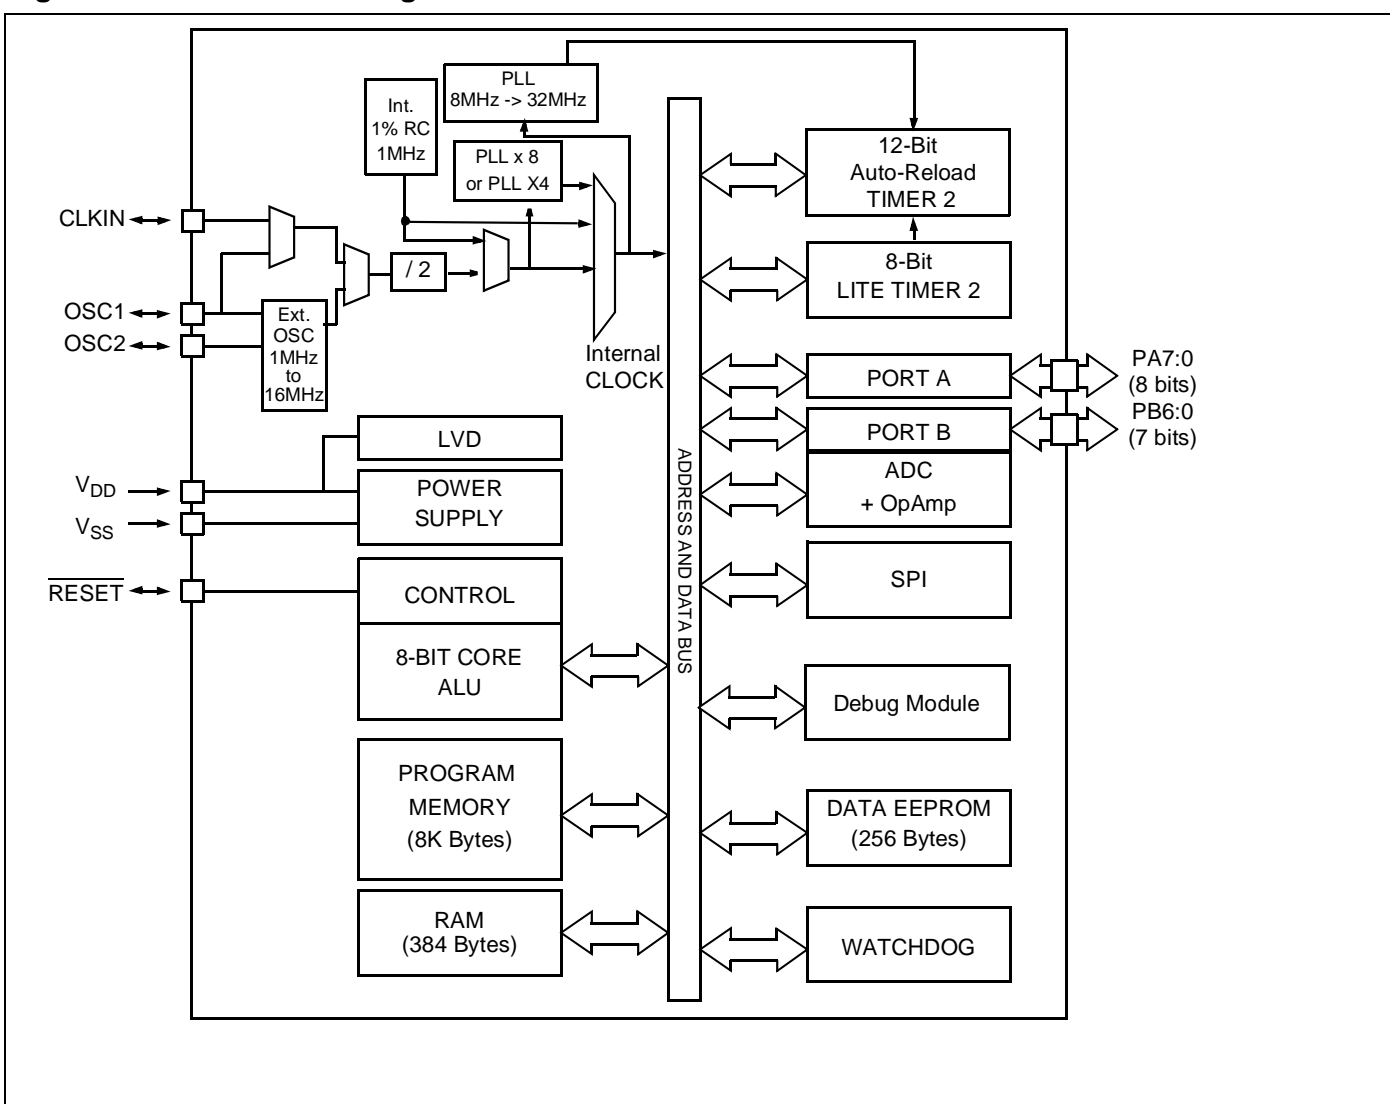 PLL
8MHz -> 32MHz
Int.
1% RC
1MHz
PLL x 8
or PLL X4
12-Bit
Auto-Reload
TIMER 2
CLKIN
/ 2
8-Bit
LITE TIMER 2
OSC1
OSC2
Ext.
OSC
1MHz
to
16MHz
Internal
CLOCK
PORT A
PA7:0
(8 bits)
PORT B
PB6:0
(7 bits)
LVD
ADC
+ OpAmp
VDD
VSS
POWER
SUPPLY
ADDRESS AND DATA BUS
RESET
CONTROL
SPI
8-BIT CORE
ALU
Debug Module
PROGRAM
MEMORY
(8K Bytes)
DATA EEPROM
(256 Bytes)
RAM
(384 Bytes)
WATCHDOG